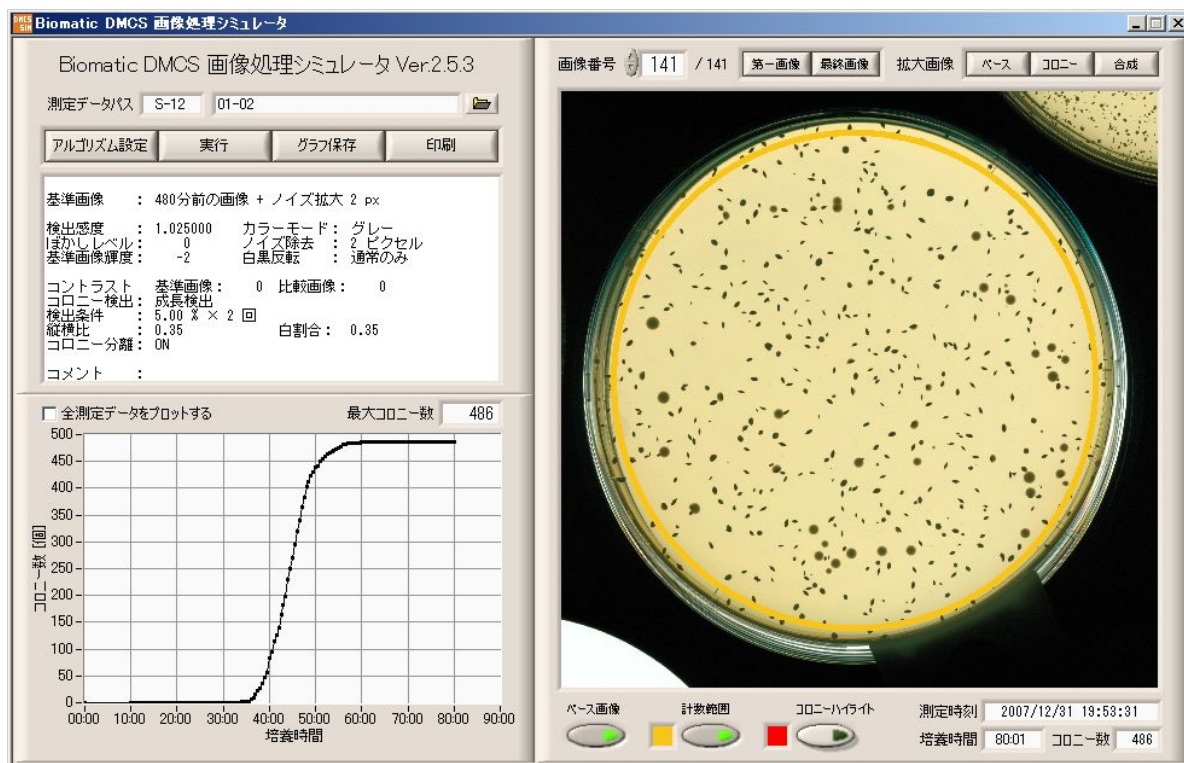 Biomatic DMCS 画像処理シミュレータ
Biomatic DMCS 画像処理シミュレータ Ver.2.5.3
測定データパス S-12 01-02
アルゴリズム設定 実行 グラフ保存 印刷
基準画像 : 480分前の画像 + ノイズ拡大 2 px
検出感度 : 1.025000 カラーモード : グレー
ぼかしレベル : 0 ノイズ除去 : 2 ピクセル
基準画像輝度 : -2 白黒反転 : 通常のみ
コントラスト 基準画像 : 0 比較画像 : 0
コロニー検出 : 成長検出
検出条件 : 5.00 % × 2 回
縦横比 : 0.35 白割合 : 0.35
コロニー分離 : ON
コメント :
全測定データをプロットする 最大コロニー数 486
コロニー数 [個]
500
450
400
350
300
250
200
150
100
50
0
00:00 10:00 20:00 30:00 40:00 50:00 60:00 70:00 80:00 90:00
培養時間
画像番号 141 / 141 第一画像 最終画像 拡大画像 ベース コロニー 合成
ベース画像 計数範囲 コロニーハイライト
測定時刻 2007/12/31 19:53:31
培養時間 80:01 コロニー数 486